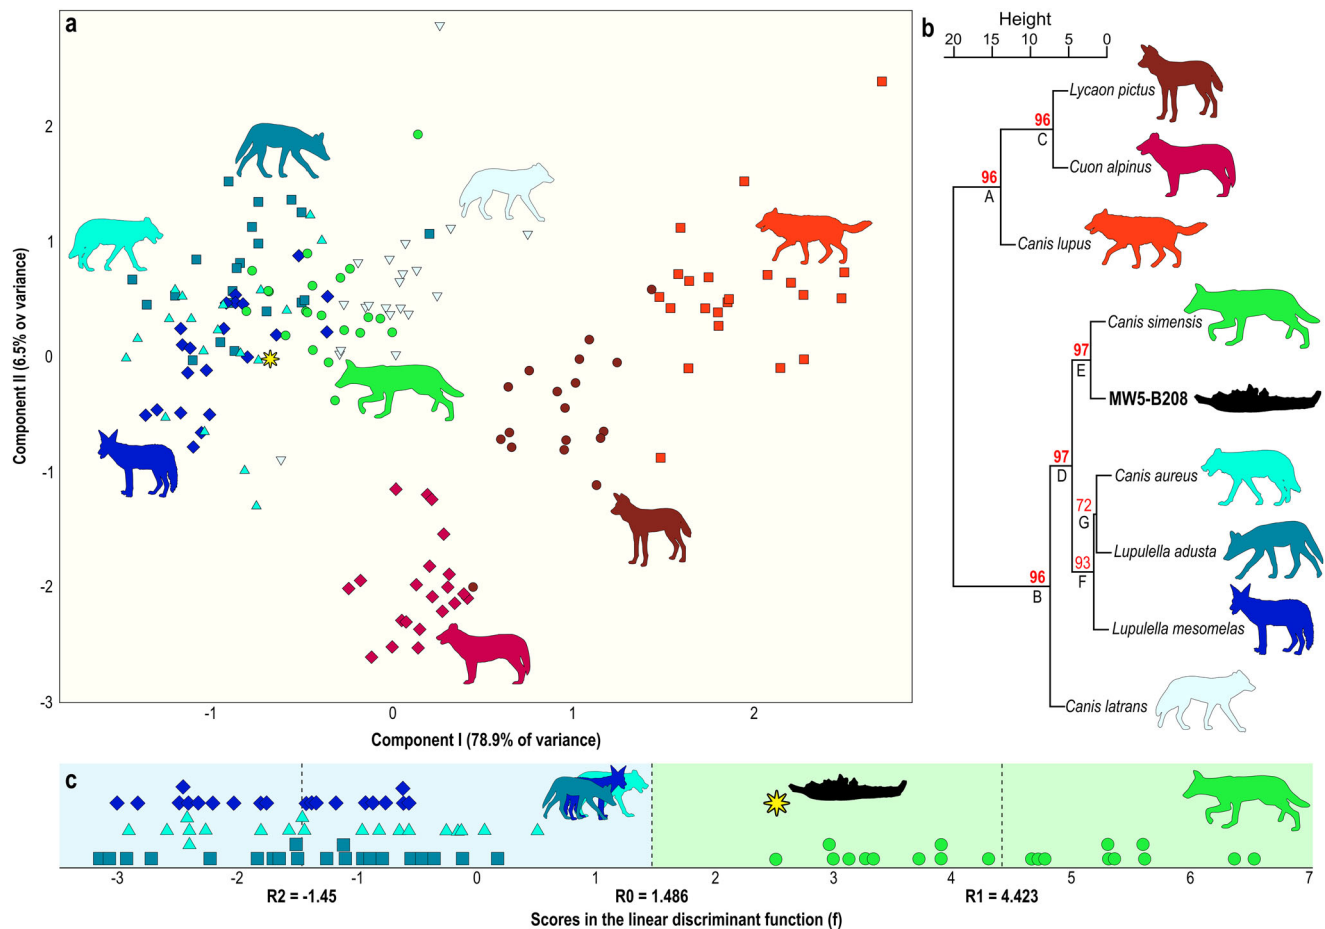 a
Component II (6.5% ov variance)
2
1
0
-1
-2
-3
-1
0
1
2
Component I (78.9% of variance)
b
Height
20 15 10 5 0
Lycaon pictus
96
C
Cuon alpinus
96
A
Canis lupus
Canis simensis
97
E
MW5-B208
97
D
Canis aureus
72
G
Lupulella adusta
93
F
96
B
Lupulella mesomelas
Canis latrans
c
-3 -2 -1 0 1 2 3 4 5 6 7
R2 = -1.45 R0 = 1.486 R1 = 4.423
Scores in the linear discriminant function (f)